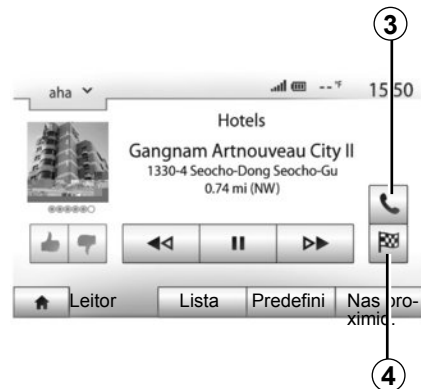 3
aha
--°F
15 50
Hotels
Gangnam Artnouveau City II
1330-4 Seocho-Dong Seocho-Gu
0.74 mi (NW)
Leitor
Lista
Predefini
Nas pro-
ximid.
4